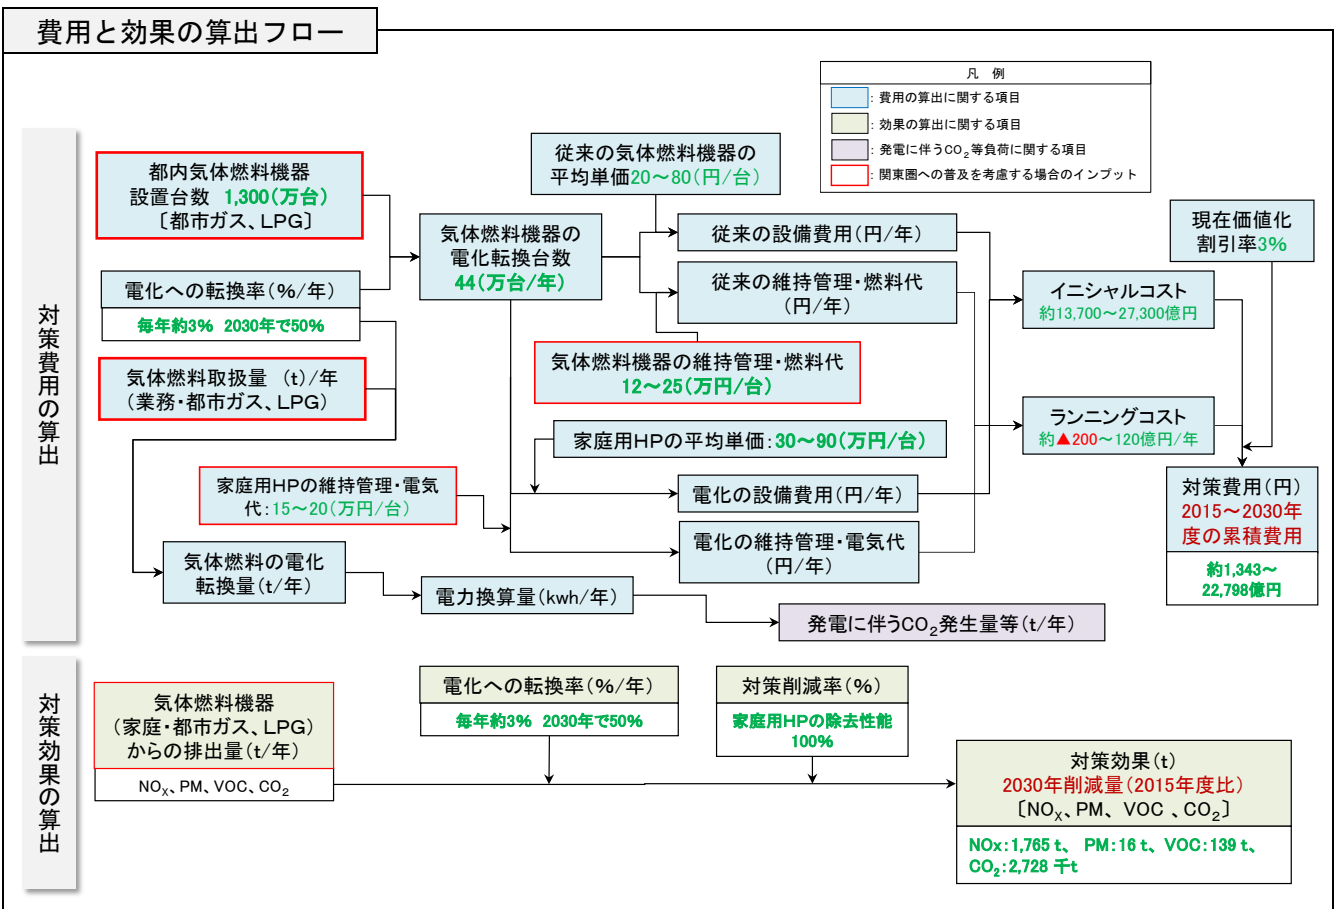 費用と効果の算出フロー
凡 例
: 費用の算出に関する項目
: 効果の算出に関する項目
: 発電に伴うCO2等負荷に関する項目
: 関東圏への普及を考慮する場合のインプット
対策費用の算出
都内気体燃料機器
設置台数 1,300(万台)
〔都市ガス、LPG〕
電化への転換率(%/年)
毎年約3% 2030年で50%
気体燃料取扱量 (t)/年
(業務・都市ガス、LPG)
従来の気体燃料機器の
平均単価20～80(円/台)
気体燃料機器の
電化転換台数
44(万台/年)
従来の設備費用(円/年)
従来の維持管理・燃料代
(円/年)
気体燃料機器の維持管理・燃料代
12～25(万円/台)
家庭用HPの平均単価:30～90(万円/台)
家庭用HPの維持管理・電気
代:15～20(万円/台)
電化の設備費用(円/年)
電化の維持管理・電気代
(円/年)
気体燃料の電化
転換量(t/年)
電力換算量(kwh/年)
発電に伴うCO2発生量等(t/年)
現在価値化
割引率3%
イニシャルコスト
約13,700～27,300億円
ランニングコスト
約▲200～120億円/年
対策費用(円)
2015～2030年
度の累積費用
約1,343～
22,798億円
対策効果の算出
気体燃料機器
(家庭・都市ガス、LPG)
からの排出量(t/年)
NOX、PM、VOC、CO2
電化への転換率(%/年)
毎年約3% 2030年で50%
対策削減率(%)
家庭用HPの除去性能
100%
対策効果(t)
2030年削減量(2015年度比)
〔NOX、PM、 VOC 、CO2〕
NOx:1,765 t、 PM:16 t、VOC:139 t、
CO2:2,728 千t